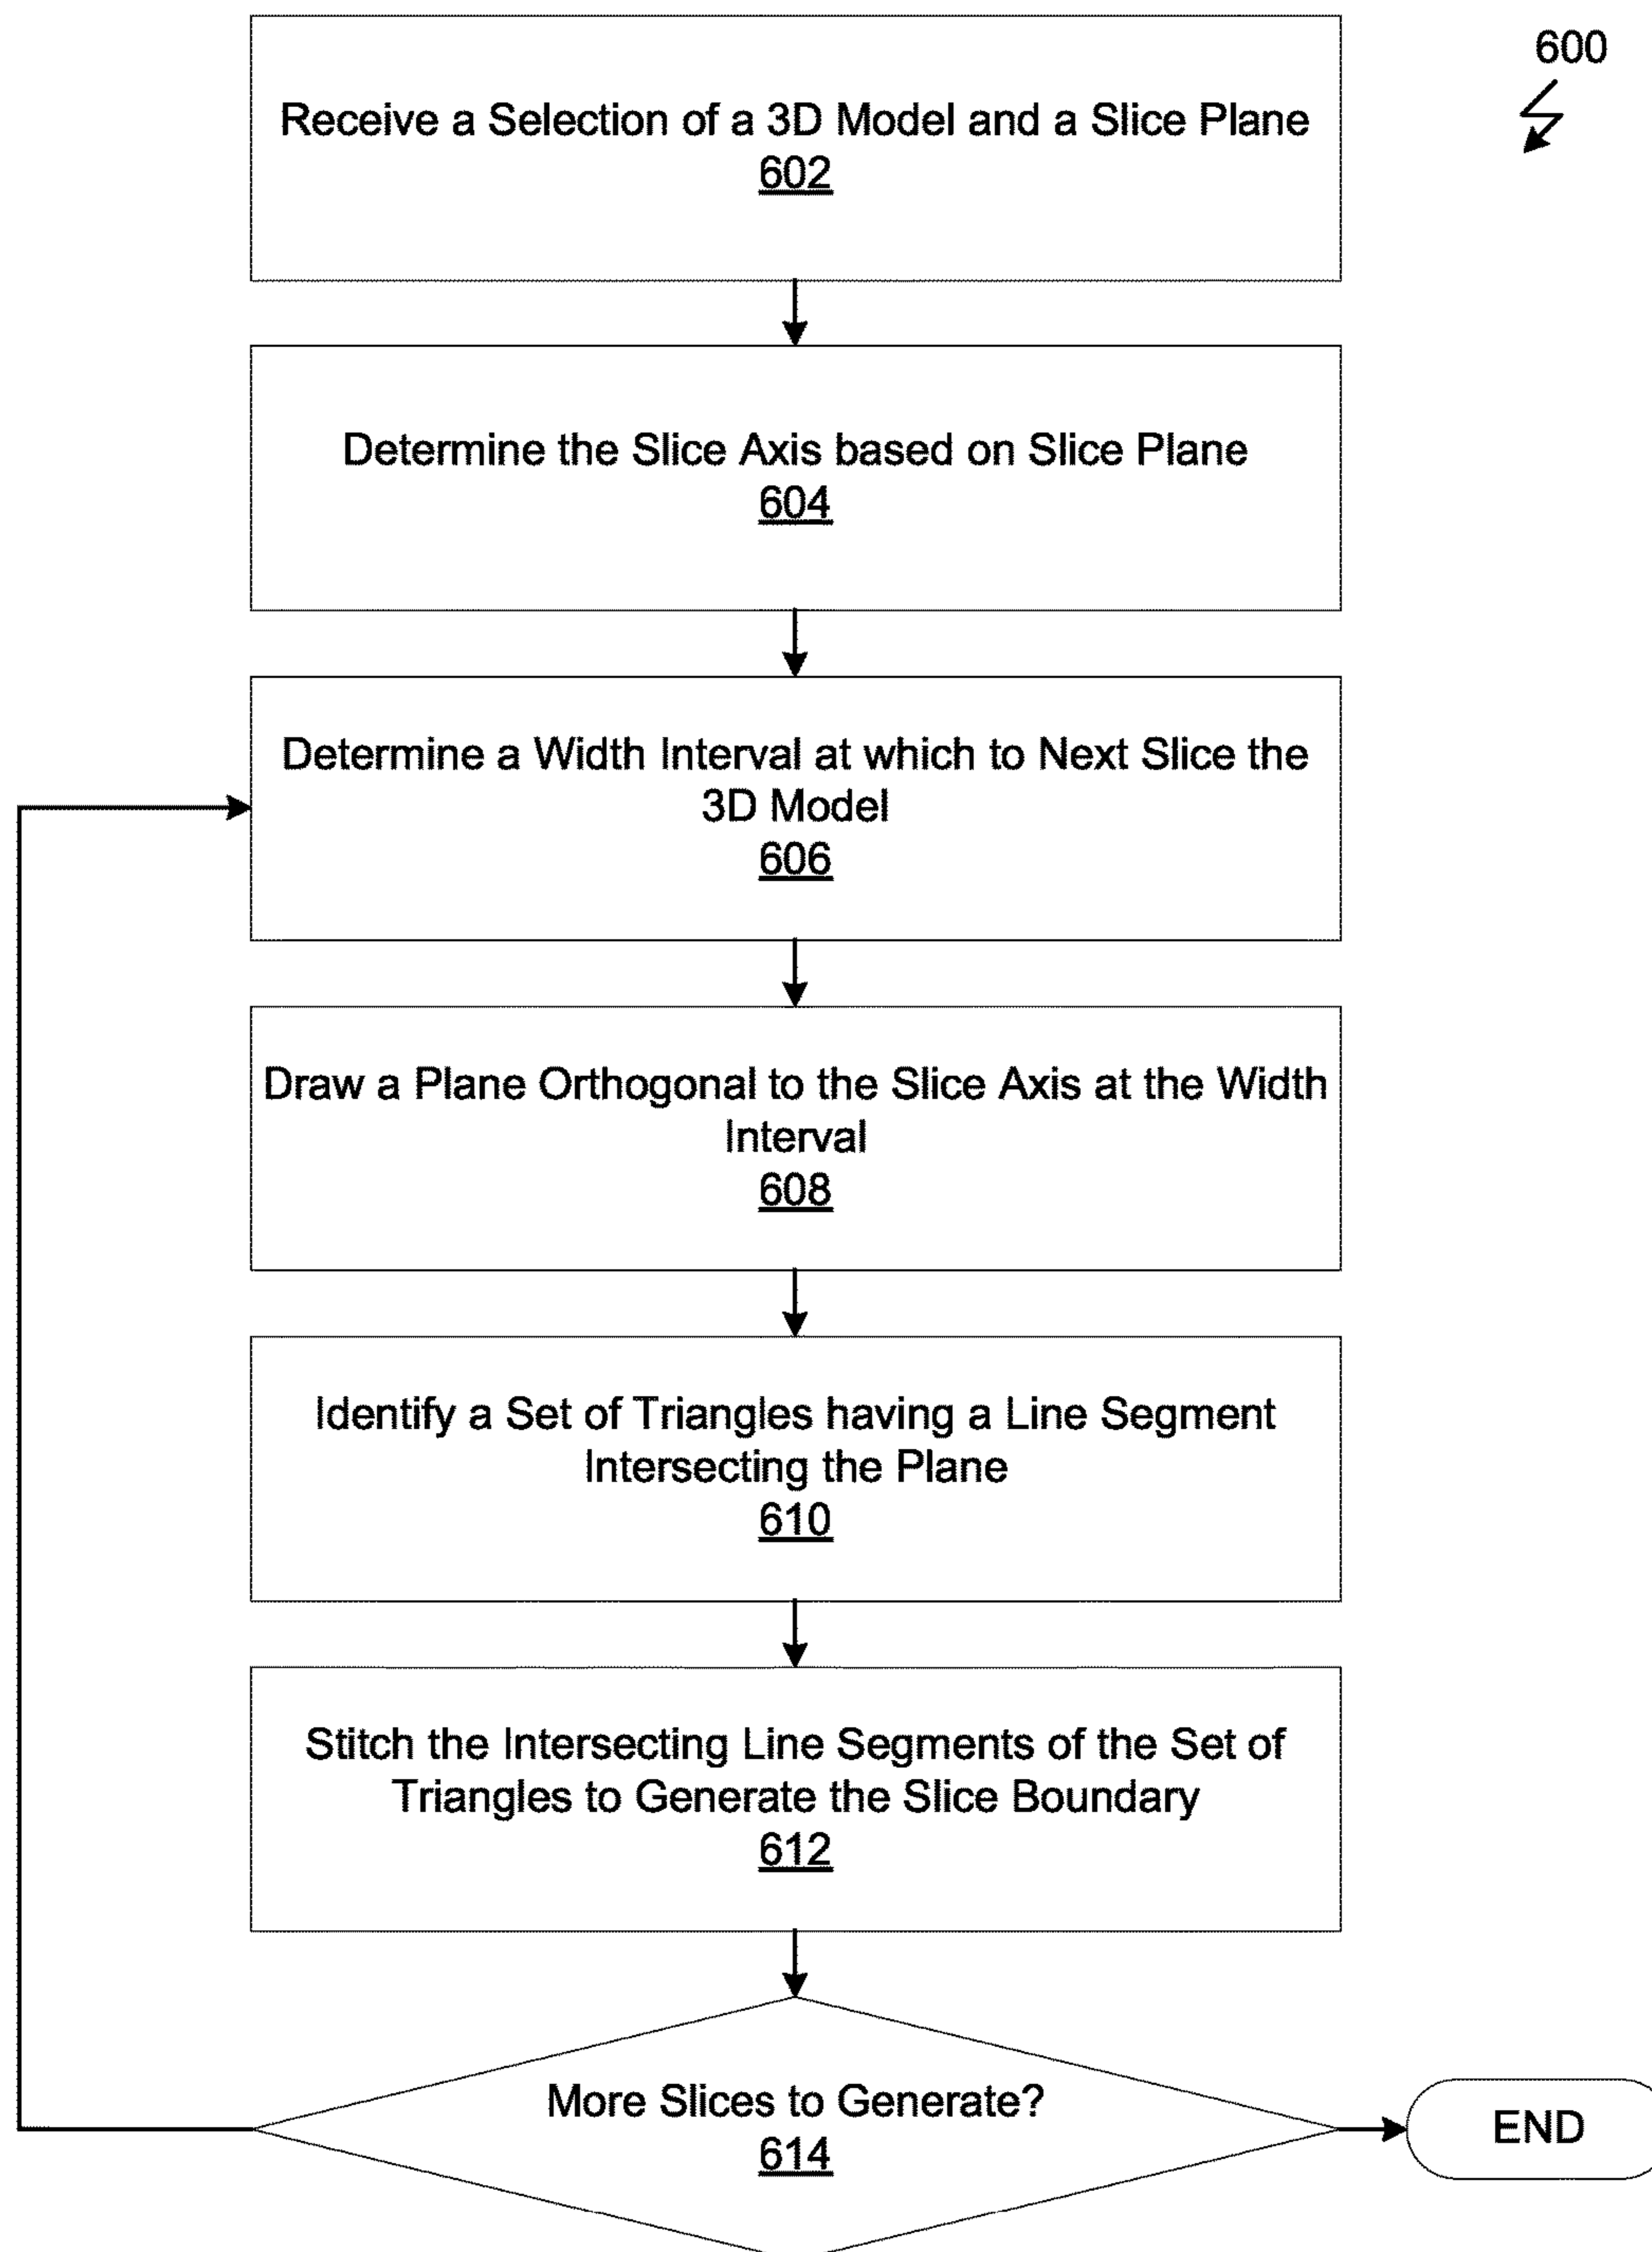 600
Receive a Selection of a 3D Model and a Slice Plane
602
Determine the Slice Axis based on Slice Plane
604
Determine a Width Interval at which to Next Slice the
3D Model
606
Draw a Plane Orthogonal to the Slice Axis at the Width
Interval
608
Identify a Set of Triangles having a Line Segment
Intersecting the Plane
610
Stitch the Intersecting Line Segments of the Set of
Triangles to Generate the Slice Boundary
612
More Slices to Generate?
614
END